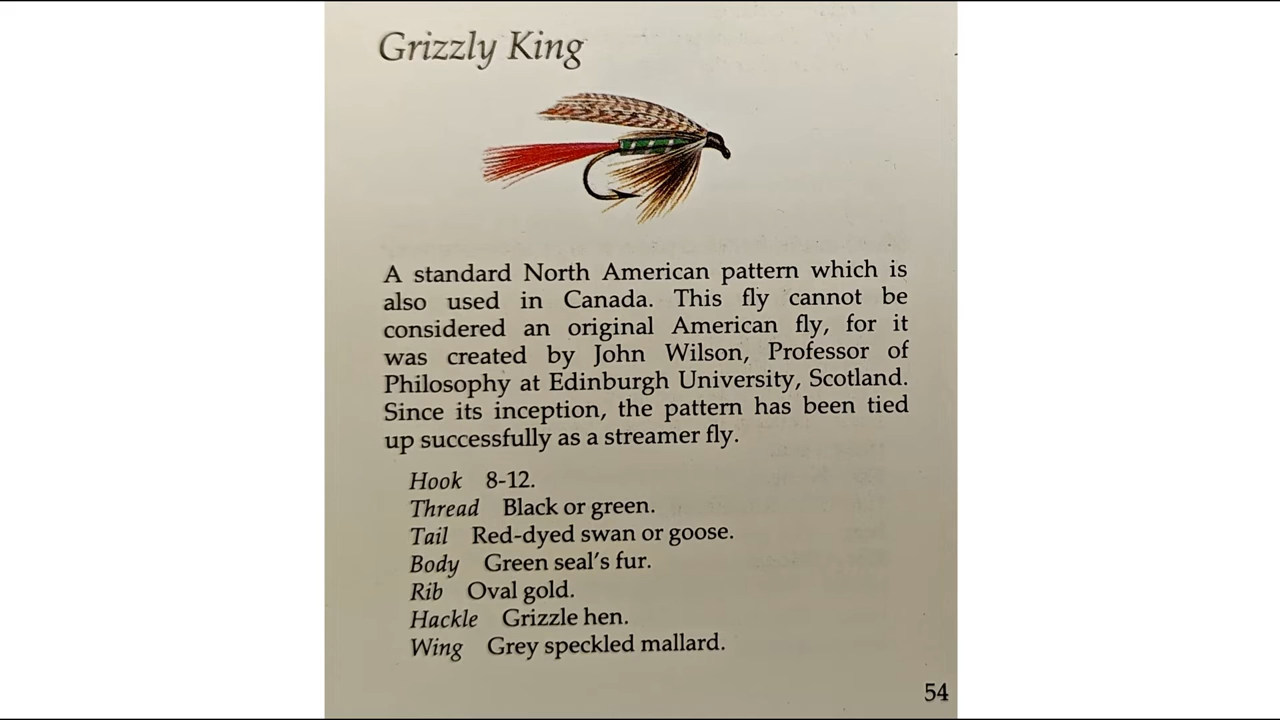 Grizzly King
A standard North American pattern which is
also used in Canada. This fly cannot be
considered an original American fly, for it
was created by John Wilson, Professor of
Philosophy at Edinburgh University, Scotland.
Since its inception, the pattern has been tied
up successfully as a streamer fly.
Hook 8-12.
Thread Black or green.
Tail Red-dyed swan or goose.
Body Green seal's fur.
Rib Oval gold.
Hackle Grizzle hen.
Wing Grey speckled mallard.
54